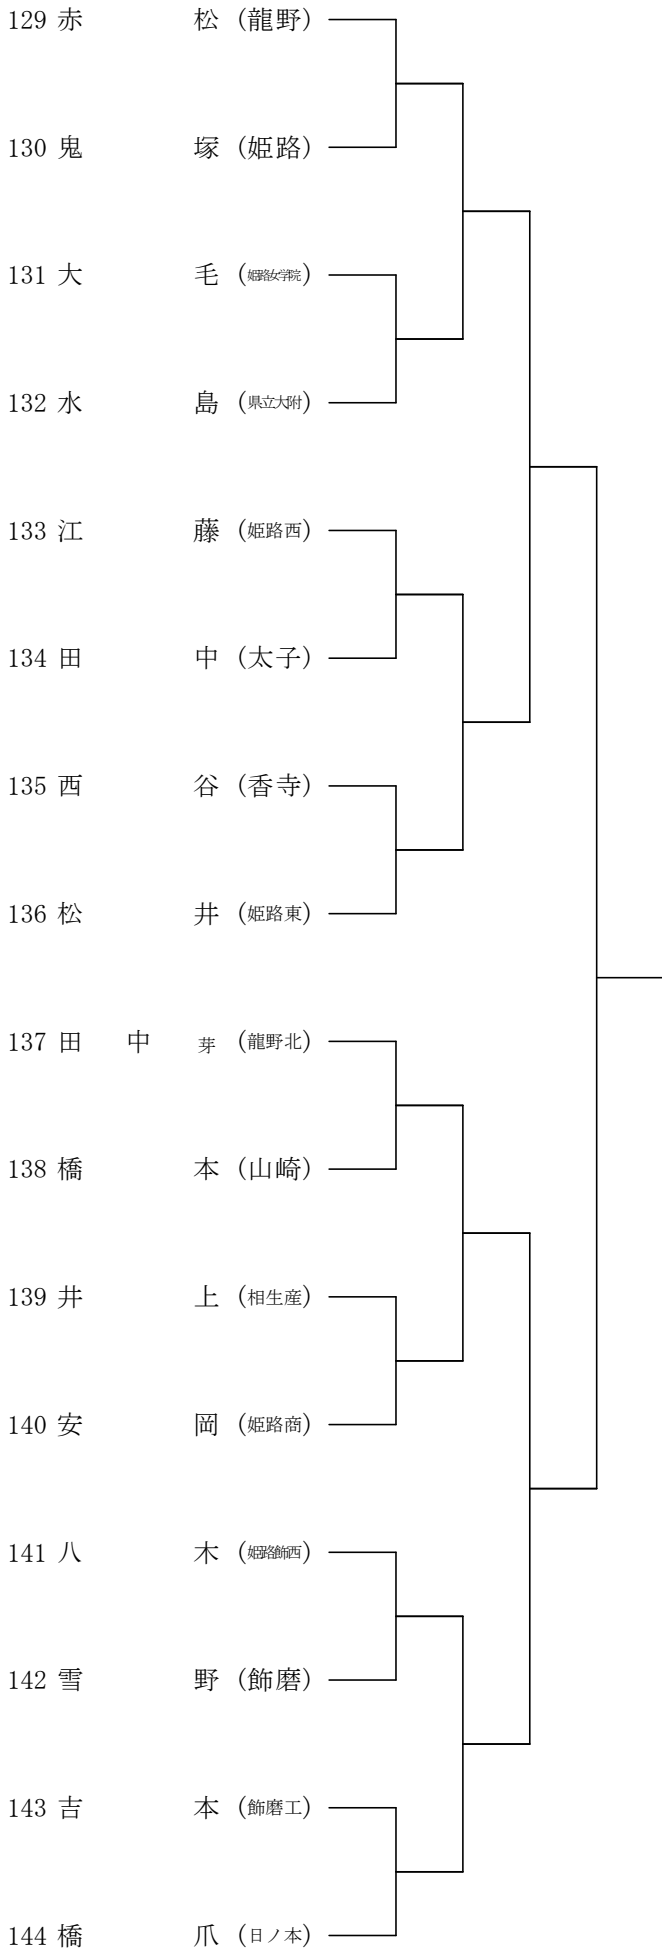 129 赤 松 (龍野)
130 鬼 塚 (姫路)
131 大 毛 (姫路女学院)
132 水 島 (県立大附)
133 江 藤 (姫路西)
134 田 中 (太子)
135 西 谷 (香寺)
136 松 井 (姫路東)
137 田 中 芽 (龍野北)
138 橋 本 (山崎)
139 井 上 (相生産)
140 安 岡 (姫路商)
141 八 木 (姫路飾西)
142 雪 野 (飾磨)
143 吉 本 (飾磨工)
144 橋 爪 (日ノ本)